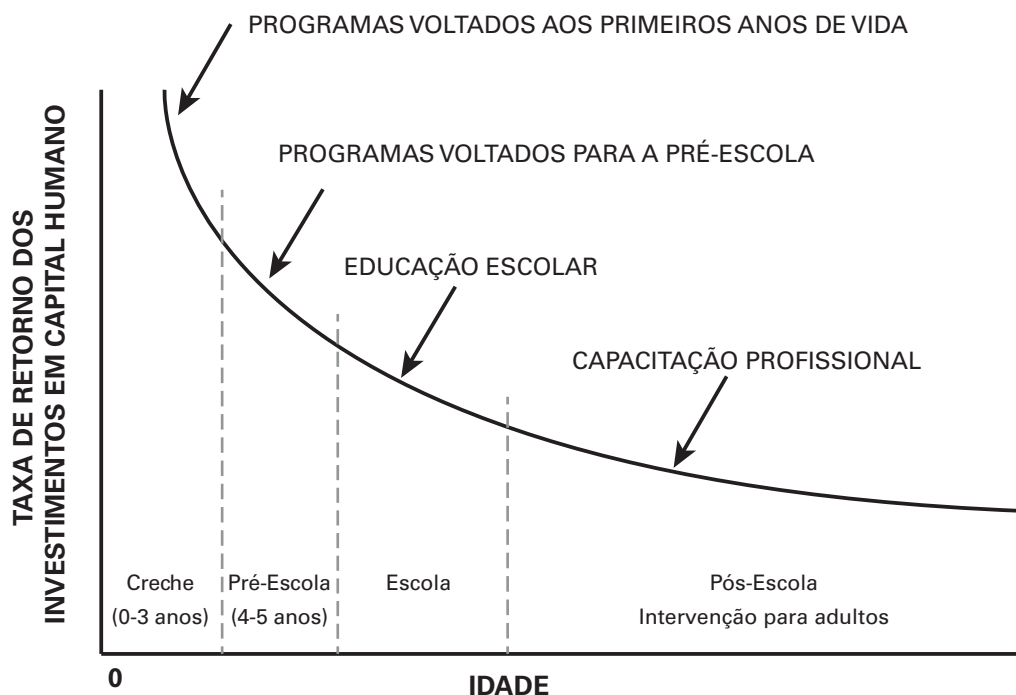 PROGRAMAS VOLTADOS AOS PRIMEIROS ANOS DE VIDA
PROGRAMAS VOLTADOS PARA A PRÉ-ESCOLA
EDUCAÇÃO ESCOLAR
CAPACITAÇÃO PROFISSIONAL
TAXA DE RETORNO DOS
INVESTIMENTOS EM CAPITAL HUMANO
Creche
(0-3 anos)
Pré-Escola
(4-5 anos)
Escola
Pós-Escola
Intervenção para adultos
0
IDADE